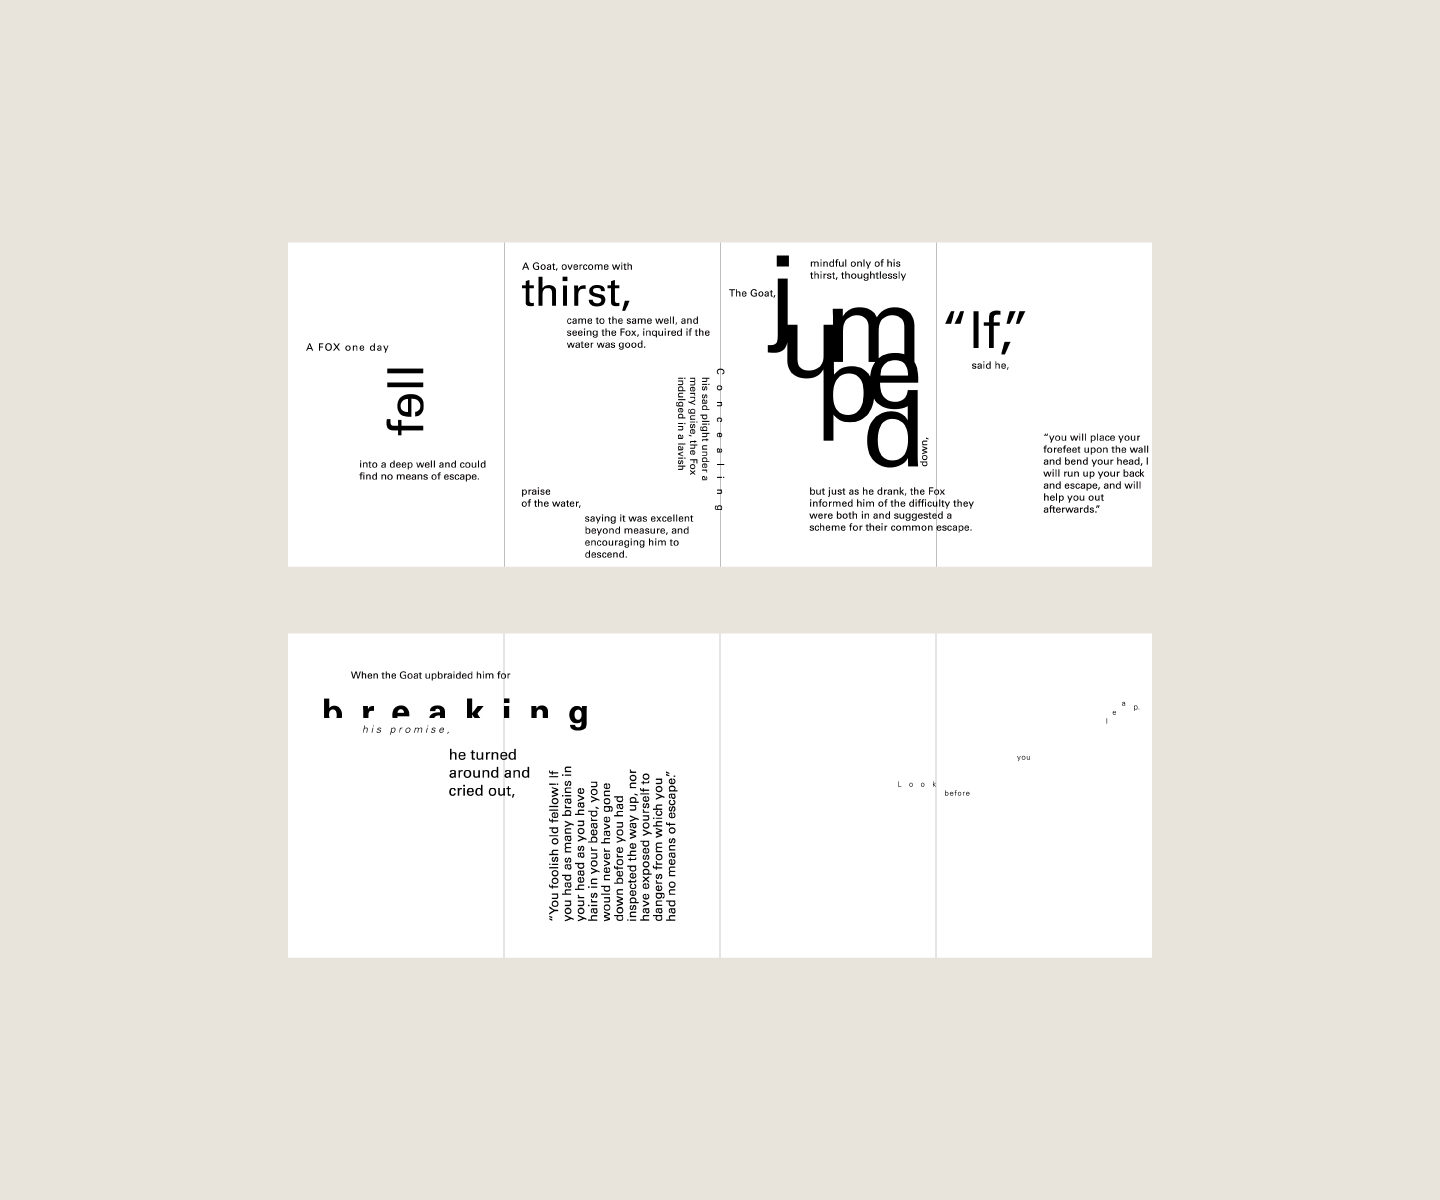 A FOX one day
fell
into a deep well and could
find no means of escape.
A Goat, overcome with
thirst,
came to the same well, and
seeing the Fox, inquired if the
water was good.
Concealing
his sad plight under a
merry guise, the Fox
indulged in a lavish
praise
of the water,
saying it was excellent
beyond measure, and
encouraging him to
descend.
The Goat,
mindful only of his
thirst, thoughtlessly
jumped
down,
but just as he drank, the Fox
informed him of the difficulty they
were both in and suggested a
scheme for their common escape.
“If,”
said he,
“you will place your
forefeet upon the wall
and bend your head, I
will run up your back
and escape, and will
help you out
afterwards.”
When the Goat upbraided him for
breaking
his promise,
he turned
around and
cried out,
“You foolish old fellow! If
you had as many brains in
your head as you have
hairs in your beard, you
would never have gone
down before you had
inspected the way up, nor
have exposed yourself to
dangers from which you
had no means of escape.”
Look
before
you
leap.